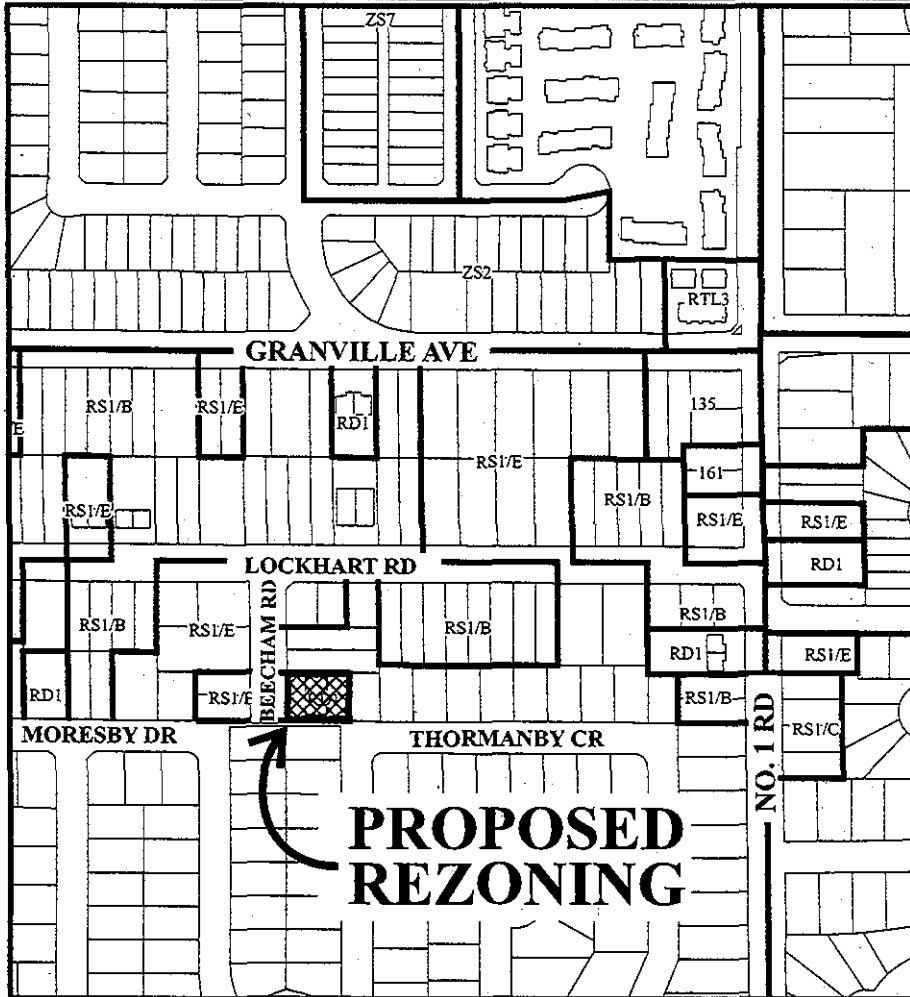 ZS7
ZS2
RTL3
GRANVILLE AVE
RS1/B
RS1/E
RD1
135
E
RS1/E
161
RS1/B
RS1/E
RS1/E
RS1/E
RD1
LOCKHART RD
BEECHAM RD
RS1/B
RS1/E
RS1/B
RS1/B
RD1
RS1/E
RD1
RS1/E
RS1/B
RS1/C
MORESBY DR
THORMANBY CR
NO. 1 RD
PROPOSED
REZONING